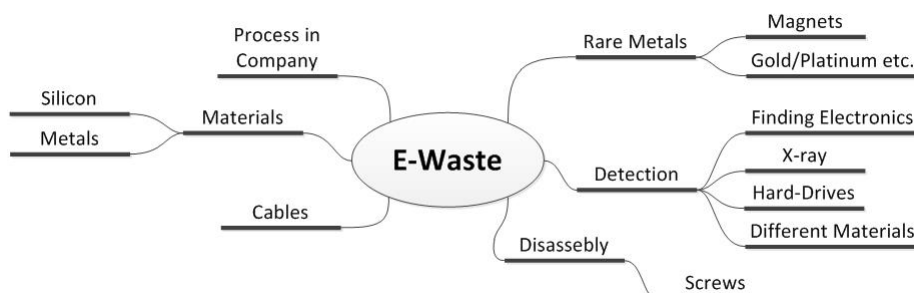 Process in
Company
Silicon
Metals
Materials
Cables
E-Waste
Rare Metals
Magnets
Gold/Platinum etc.
Detection
Finding Electronics
X-ray
Hard-Drives
Different Materials
Disassebly
Screws